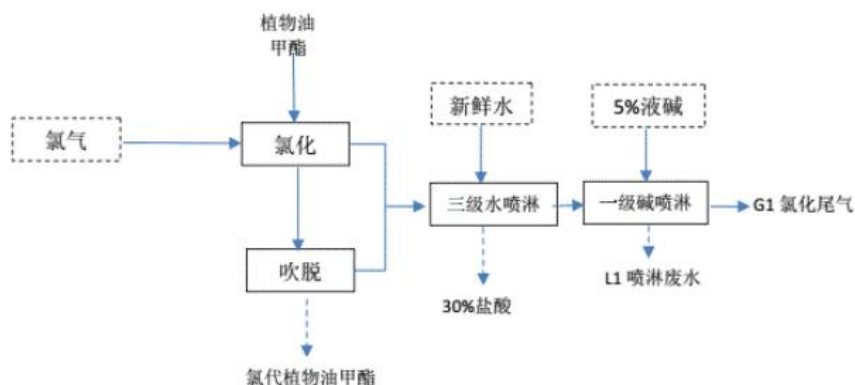 植物油
甲酯
新鲜水
5%液碱
氯气
氯化
三级水喷淋
一级碱喷淋
G1 氯化尾气
吹脱
30%盐酸
L1 喷淋废水
氯代植物油甲酯